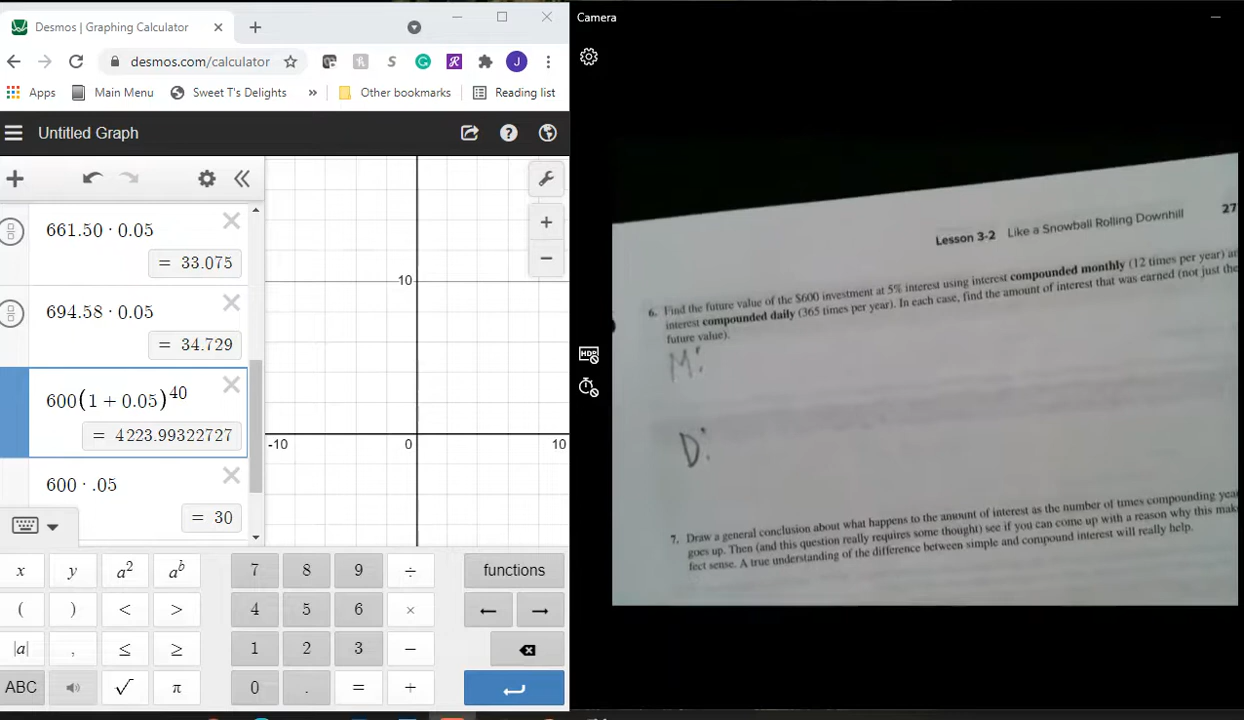 Desmos | Graphing Calculator
desmos.com/calculator
Apps Main Menu Sweet T's Delights » Other bookmarks Reading list
Untitled Graph
661.50 · 0.05
= 33.075
694.58 · 0.05
= 34.729
600(1 + 0.05)^40
= 4223.99322727
600 · .05
= 30
10
-10 0 10
x y a² aᵇ 7 8 9 ÷ functions
( ) < > 4 5 6 × ← →
|a| , ≤ ≥ 1 2 3 −
ABC √ π 0 . = +
Camera
Lesson 3-2 Like a Snowball Rolling Downhill 27
6. Find the future value of the $600 investment at 5% interest using interest compounded monthly (12 times per year) a
interest compounded daily (365 times per year). In each case, find the amount of interest that was earned (not just the
future value).
M:
D:
7. Draw a general conclusion about what happens to the amount of interest as the number of times compounding yea
goes up. Then (and this question really requires some thought) see if you can come up with a reason why this mak
fect sense. A true understanding of the difference between simple and compound interest will really help.